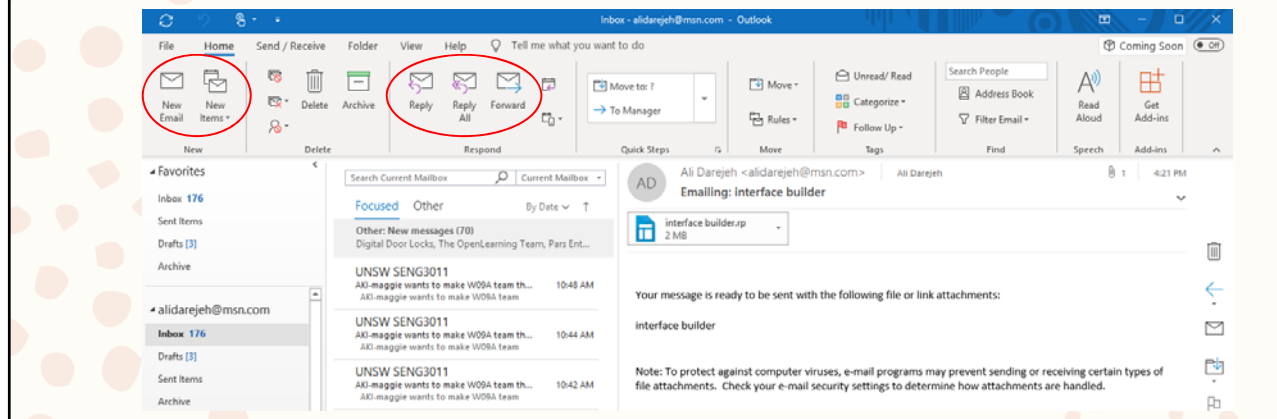 Inbox - alidarejeh@msn.com - Outlook
File Home Send / Receive Folder View Help Tell me what you want to do Coming Soon Off
New Email
New Items
Delete
Archive
Reply
Reply All
Forward
Move to: ?
To Manager
Move
Rules
Unread/ Read
Categorize
Follow Up
Search People
Address Book
Filter Email
Read Aloud
Get Add-ins
New Delete Respond Quick Steps Move Tags Find Speech Add-ins
Favorites
Inbox 176
Sent Items
Drafts [3]
Archive
alidarejeh@msn.com
Inbox 176
Drafts [3]
Sent Items
Archive
Search Current Mailbox Current Mailbox
Focused Other By Date
Other: New messages (70)
Digital Door Locks, The OpenLearning Team, Pars Ent...
UNSW SENG3011
AKI-maggie wants to make W09A team th... 10:48 AM
AKI-maggie wants to make W09A team
UNSW SENG3011
AKI-maggie wants to make W09A team th... 10:44 AM
AKI-maggie wants to make W09A team
UNSW SENG3011
AKI-maggie wants to make W09A team th... 10:42 AM
AKI-maggie wants to make W09A team
AD
Ali Darejeh <alidarejeh@msn.com> Ali Darejeh 1 4:21 PM
Emailing: interface builder
interface builder.rp
2 MB
Your message is ready to be sent with the following file or link attachments:
interface builder
Note: To protect against computer viruses, e-mail programs may prevent sending or receiving certain types of
file attachments. Check your e-mail security settings to determine how attachments are handled.